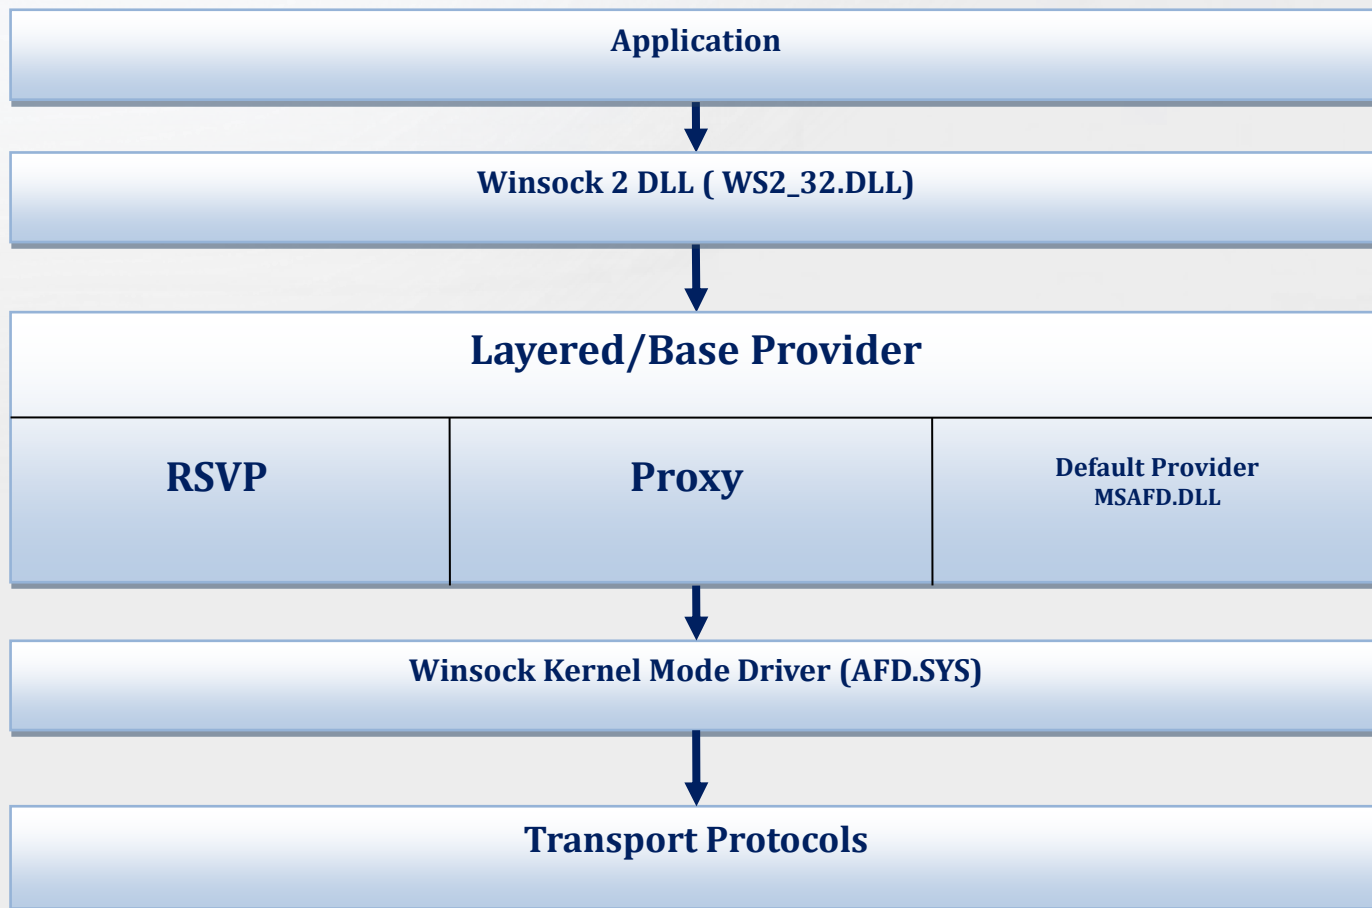 Application
Winsock 2 DLL ( WS2_32.DLL)
Layered/Base Provider
RSVP
Proxy
Default Provider
MSAFD.DLL
Winsock Kernel Mode Driver (AFD.SYS)
Transport Protocols